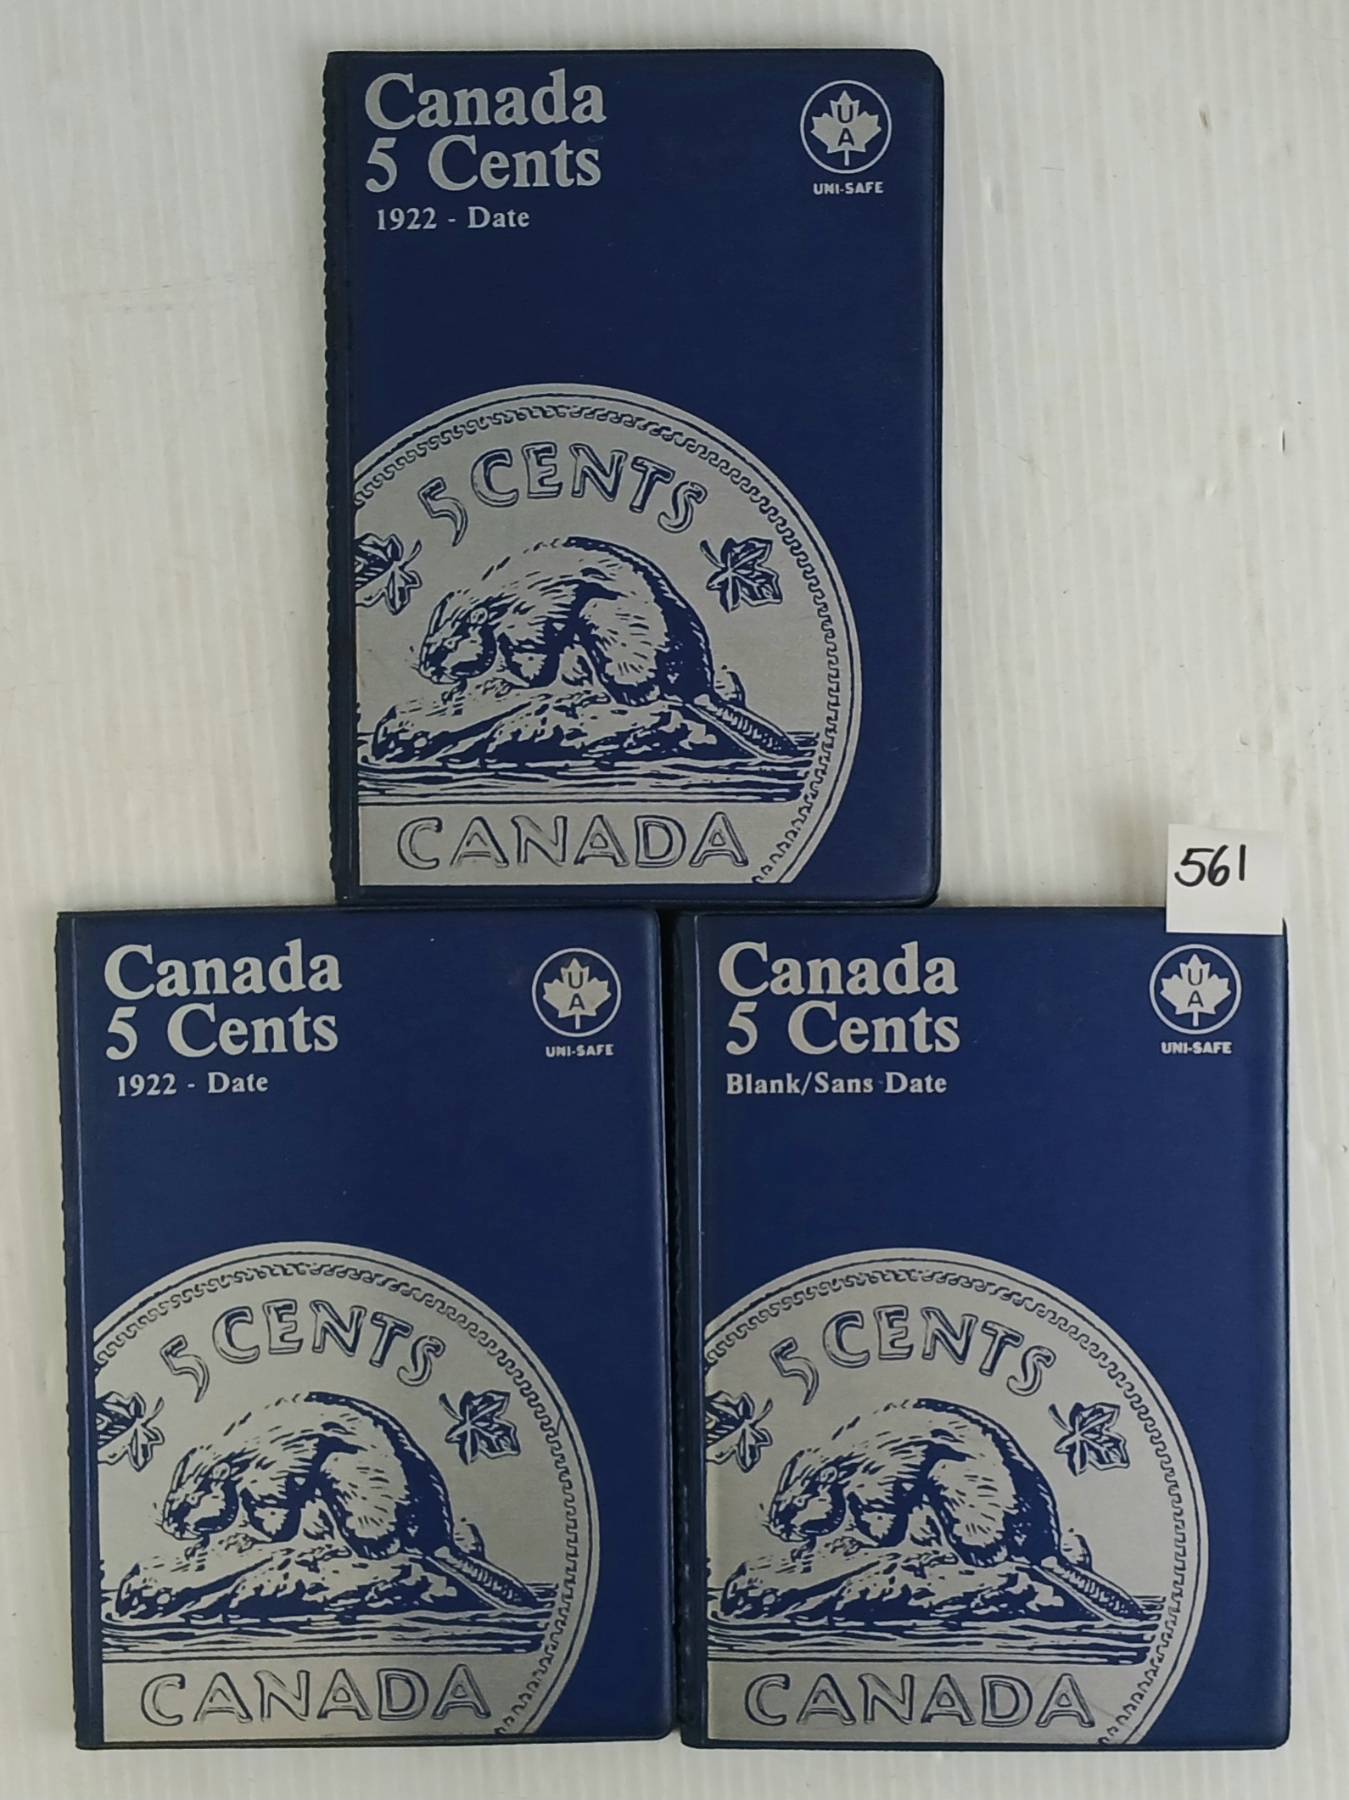 Canada
5 Cents
1922 - Date
UA
UNI-SAFE
5 CENTS
CANADA
561
Canada
5 Cents
1922 - Date
UA
UNI-SAFE
5 CENTS
CANADA
Canada
5 Cents
Blank/Sans Date
UA
UNI-SAFE
5 CENTS
CANADA